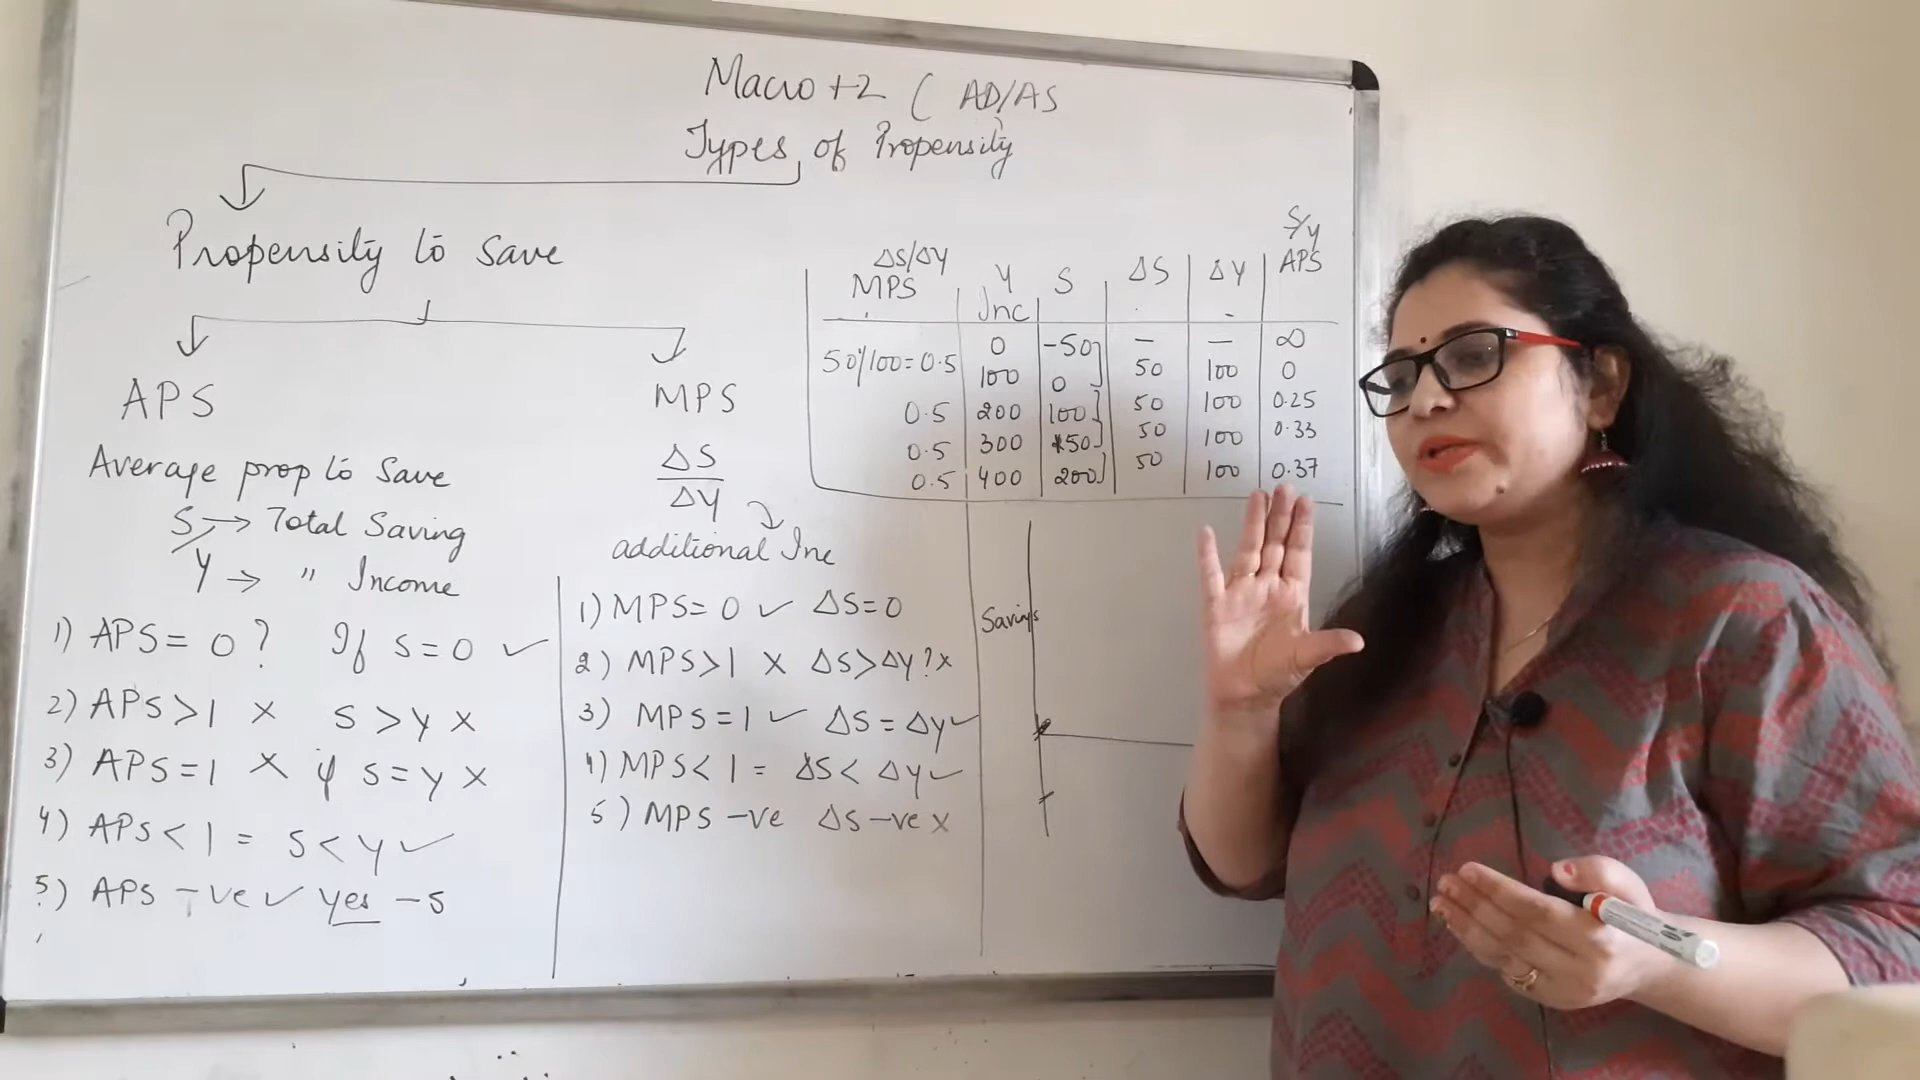 Macro +2 ( AD/AS
Types of Propensity
Propensity to save
APS
MPS
Average prop to save
S → Total Saving
Y → " Income
1) APS = 0 ? If S = 0 ✓
2) APS > 1 × S > Y ×
3) APS = 1 × if S = Y ×
4) APS < 1 = S < Y ✓
5) APS -ve ✓ Yes - S
ΔS
ΔY
additional Inc
1) MPS = 0 ✓ ΔS = 0
2) MPS > 1 × ΔS > ΔY ? ×
3) MPS = 1 ✓ ΔS = ΔY ✓
4) MPS < 1 = ΔS < ΔY ✓
5) MPS -ve ΔS -ve ×
ΔS/ΔY S/Y
MPS Y Inc S ΔS ΔY APS
0 -50 — — ∞
50/100 = 0.5 100 0 50 100 0
0.5 200 100 50 100 0.25
0.5 300 150 50 100 0.33
0.5 400 200 50 100 0.37
Savings